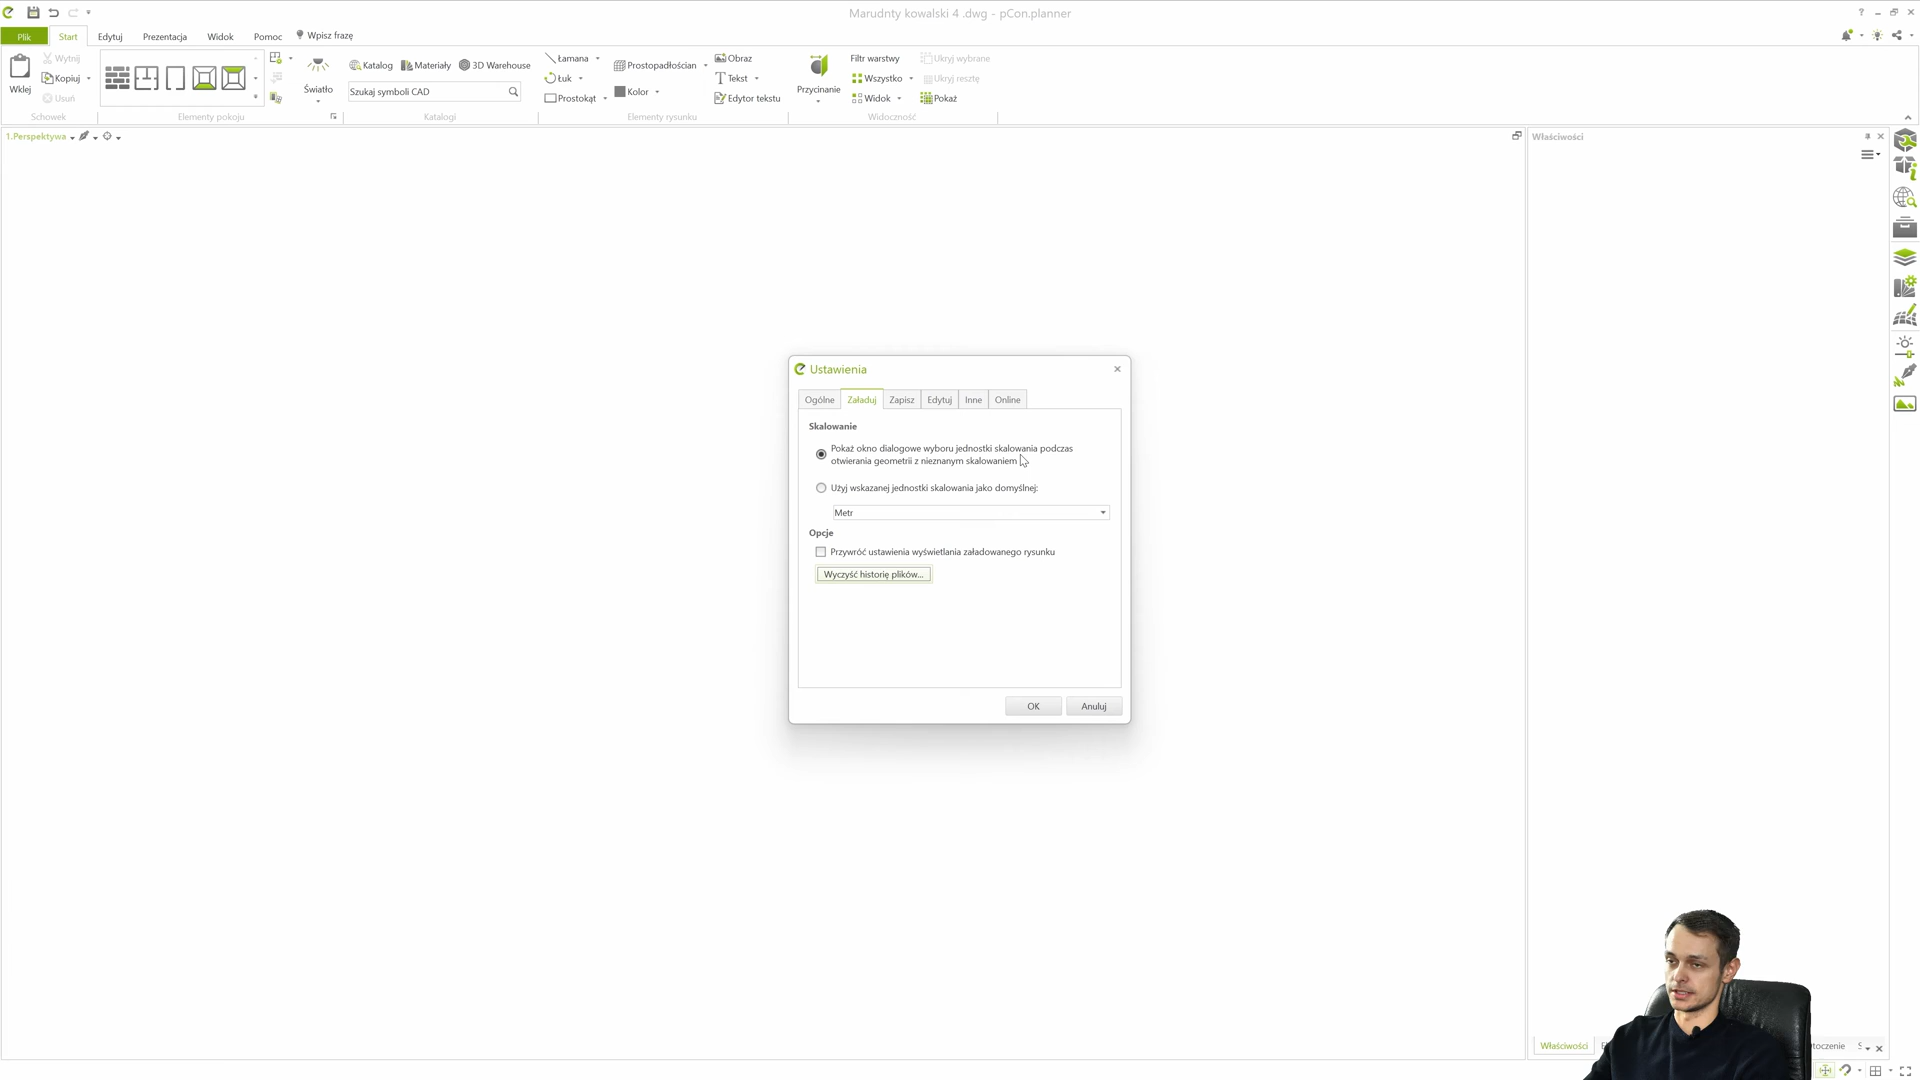 Marudnty kowalski 4 .dwg - pCon.planner
Plik
Start
Edytuj
Prezentacja
Widok
Pomoc
Wpisz frazę
Wklej
Wytnij
Kopiuj
Usuń
Schowek
Elementy pokoju
Światło
Katalog
Materiały
3D Warehouse
Szukaj symboli CAD
Katalogi
Łamana
Łuk
Prostokąt
Prostopadłościan
Kolor
Obraz
Tekst
Edytor tekstu
Elementy rysunku
Przycinanie
Filtr warstwy
Wszystko
Widok
Ukryj wybrane
Ukryj resztę
Pokaż
Widoczność
1.Perspektywa
Właściwości
Ustawienia
Ogólne
Załaduj
Zapisz
Edytuj
Inne
Online
Skalowanie
Pokaż okno dialogowe wyboru jednostki skalowania podczas
otwierania geometrii z nieznanym skalowaniem
Użyj wskazanej jednostki skalowania jako domyślnej:
Metr
Opcje
Przywróć ustawienia wyświetlania załadowanego rysunku
Wyczyść historię plików...
OK
Anuluj
Właściwości
toczenie